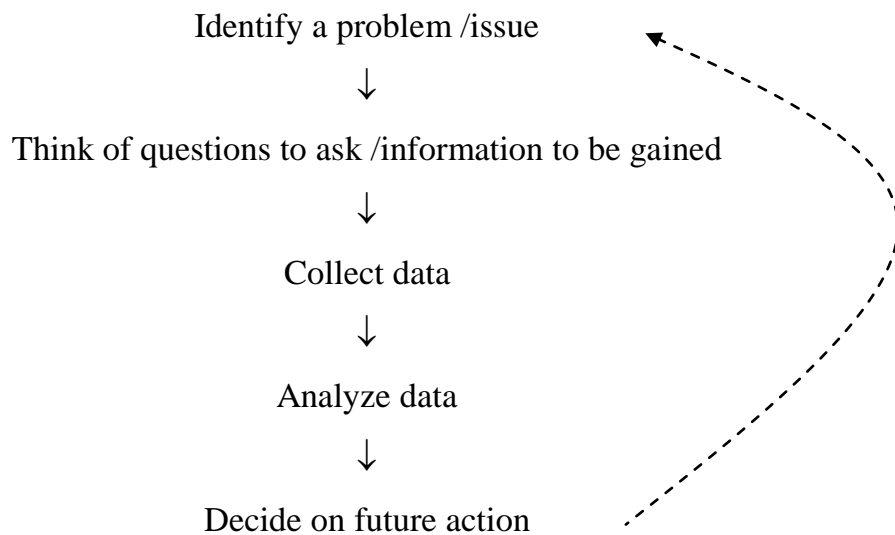 Identify a problem /issue
↓
Think of questions to ask /information to be gained
↓
Collect data
↓
Analyze data
↓
Decide on future action